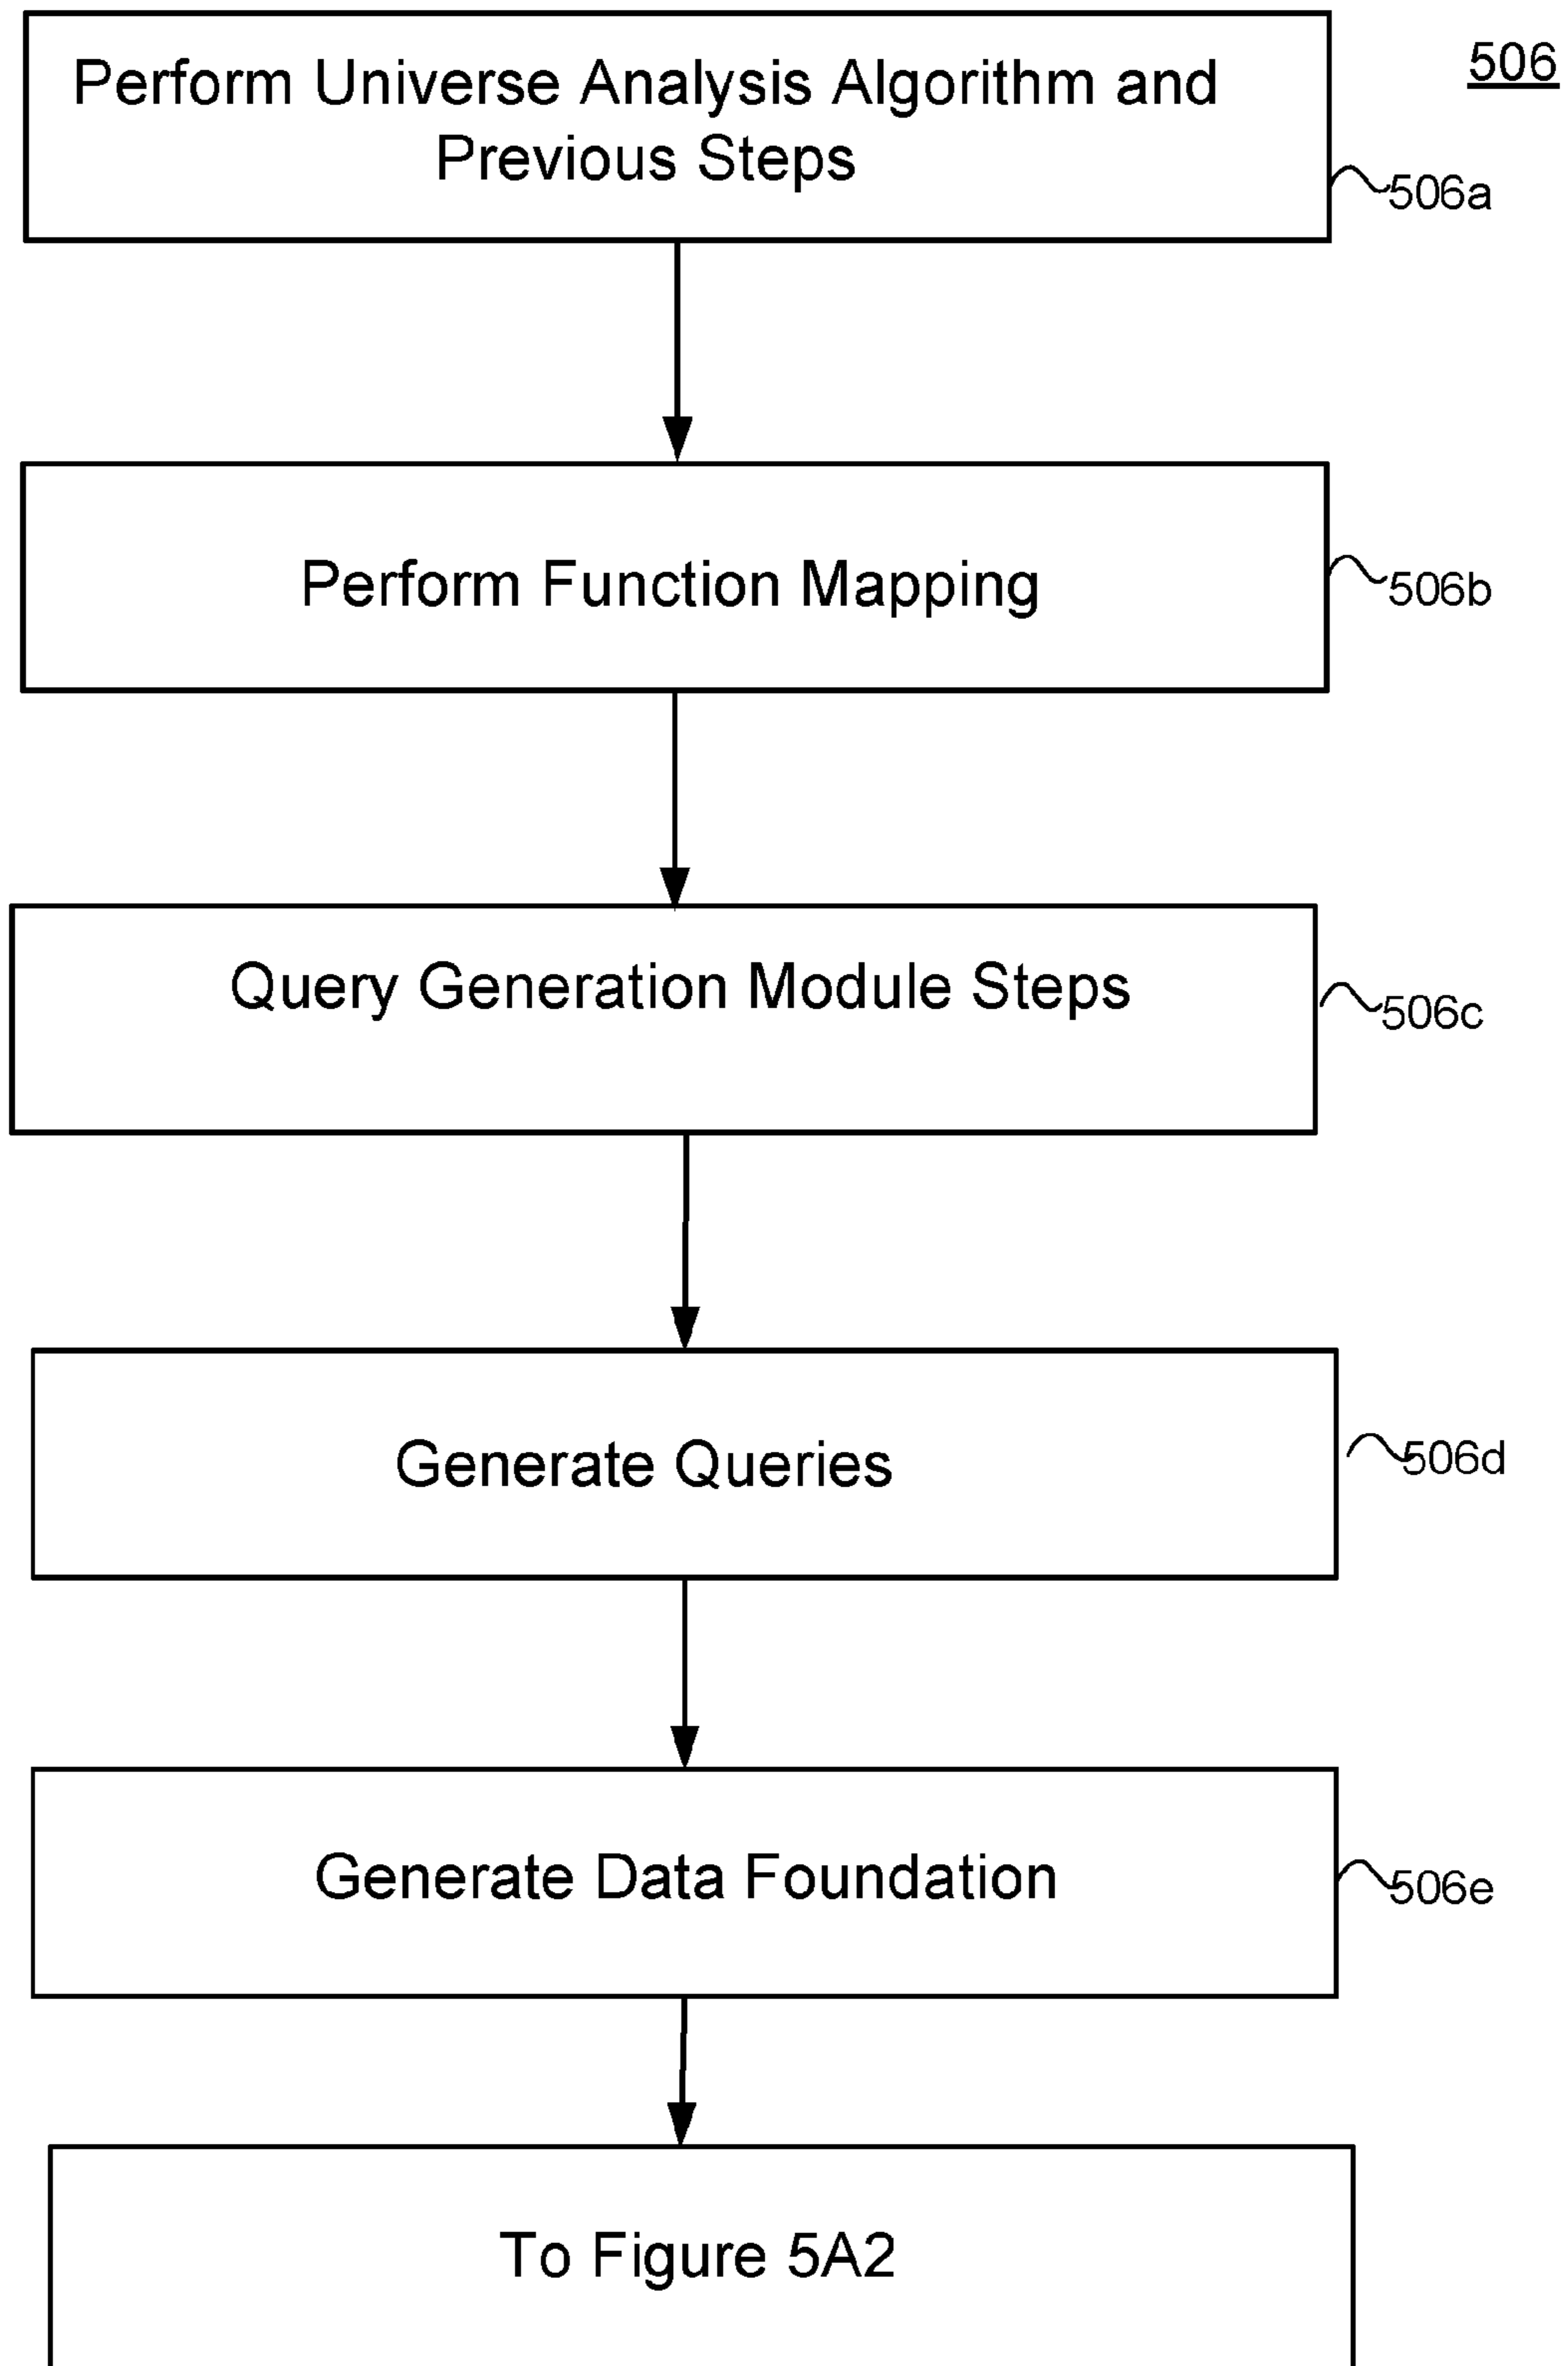 Perform Universe Analysis Algorithm and
Previous Steps
506
506a
Perform Function Mapping
506b
Query Generation Module Steps
506c
Generate Queries
506d
Generate Data Foundation
506e
To Figure 5A2